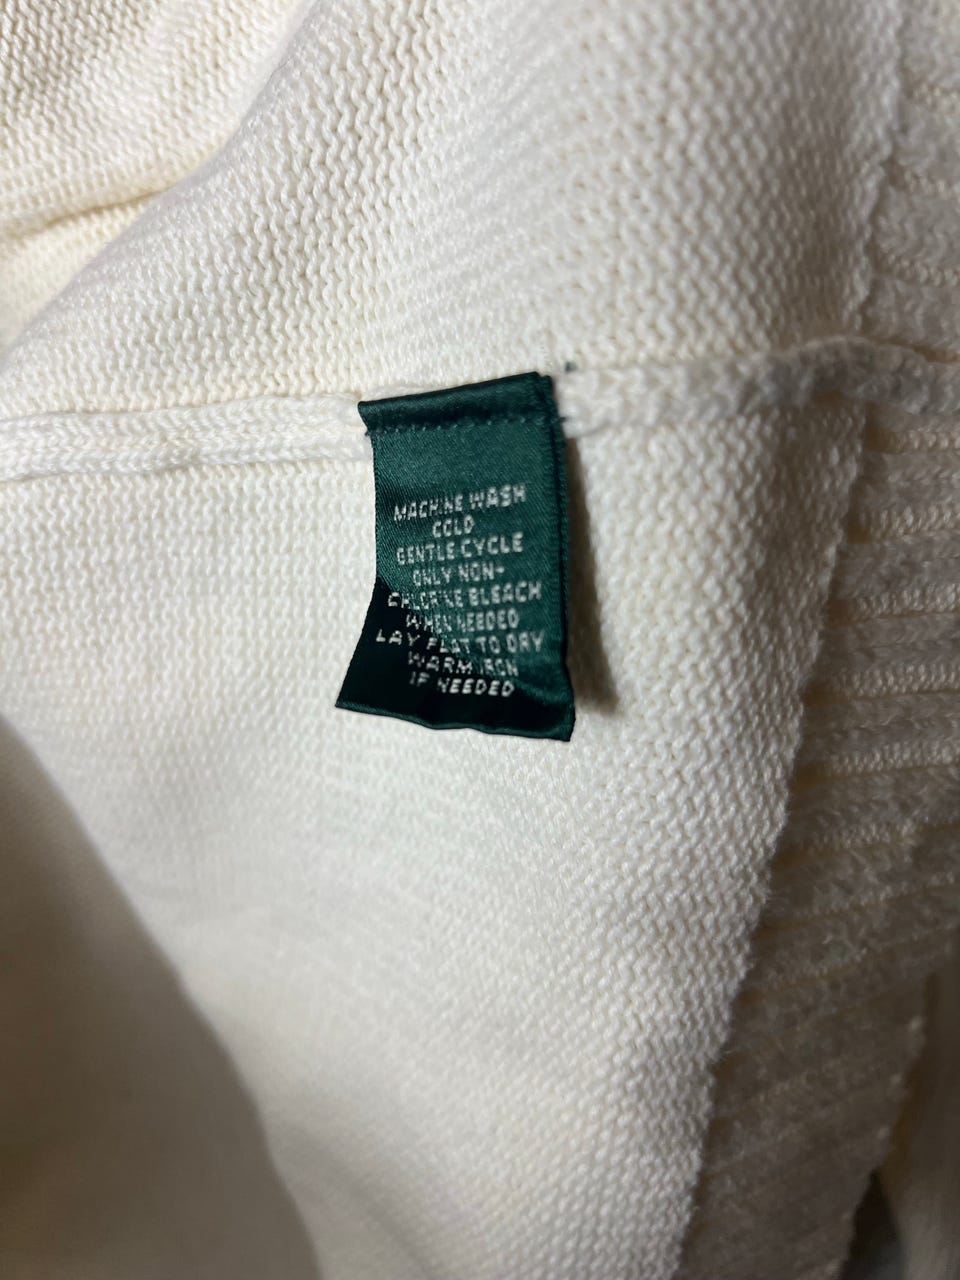 MACHINE WASH
COLD
GENTLE CYCLE
ONLY NON-
CHLORINE BLEACH
WHEN NEEDED
LAY FLAT TO DRY
WARM IRON
IF NEEDED